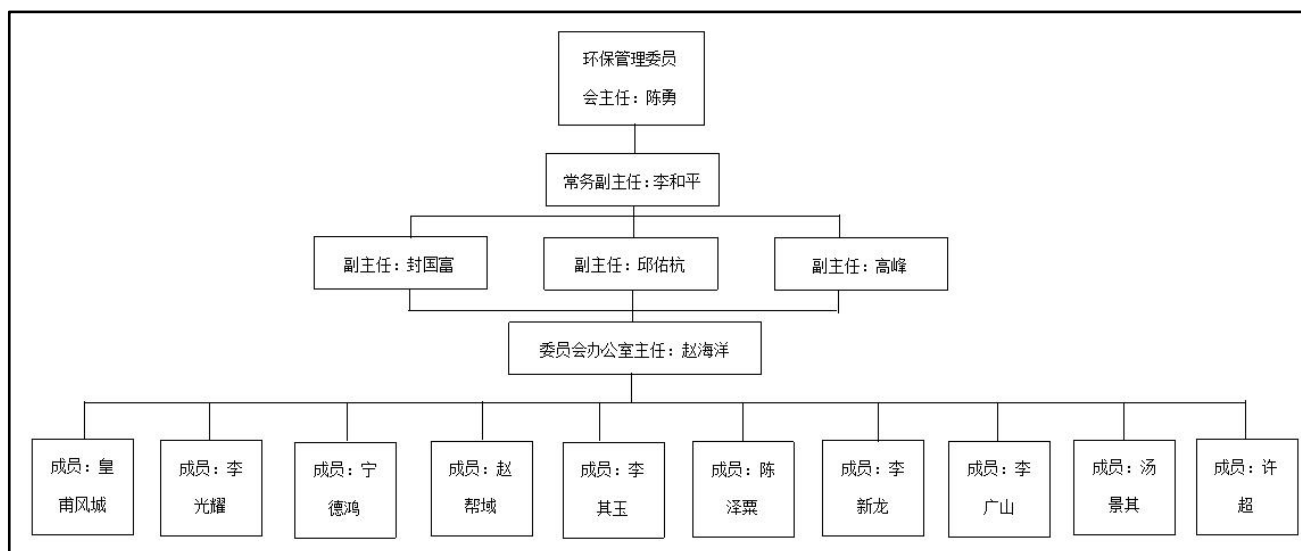 环保管理委员
会主任：陈勇
常务副主任：李和平
副主任：封国富
副主任：邱佑杭
副主任：高峰
委员会办公室主任：赵海洋
成员：皇
甫风城
成员：李
光耀
成员：宁
德鸿
成员：赵
帮域
成员：李
其玉
成员：陈
泽粟
成员：李
新龙
成员：李
广山
成员：汤
景其
成员：许
超